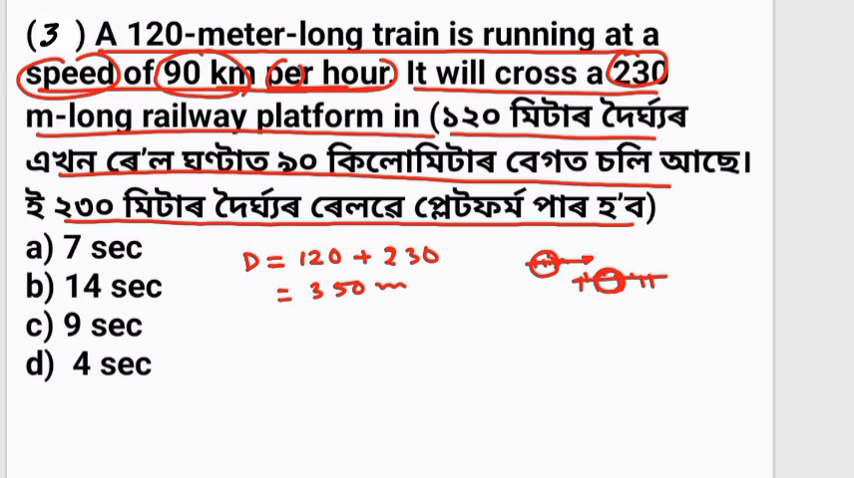 (3 ) A 120-meter-long train is running at a
speed of 90 km per hour. It will cross a 230
m-long railway platform in (১২০ মিটাৰ দৈৰ্ঘ্যৰ
এখন ৰে'ল ঘণ্টাত ৯০ কিলোমিটাৰ বেগত চলি আছে।
ই ২৩০ মিটাৰ দৈৰ্ঘ্যৰ ৰেলৱে প্লেটফৰ্ম পাৰ হ'ব)
a) 7 sec
b) 14 sec
c) 9 sec
d) 4 sec
D = 120 + 230
= 350 m